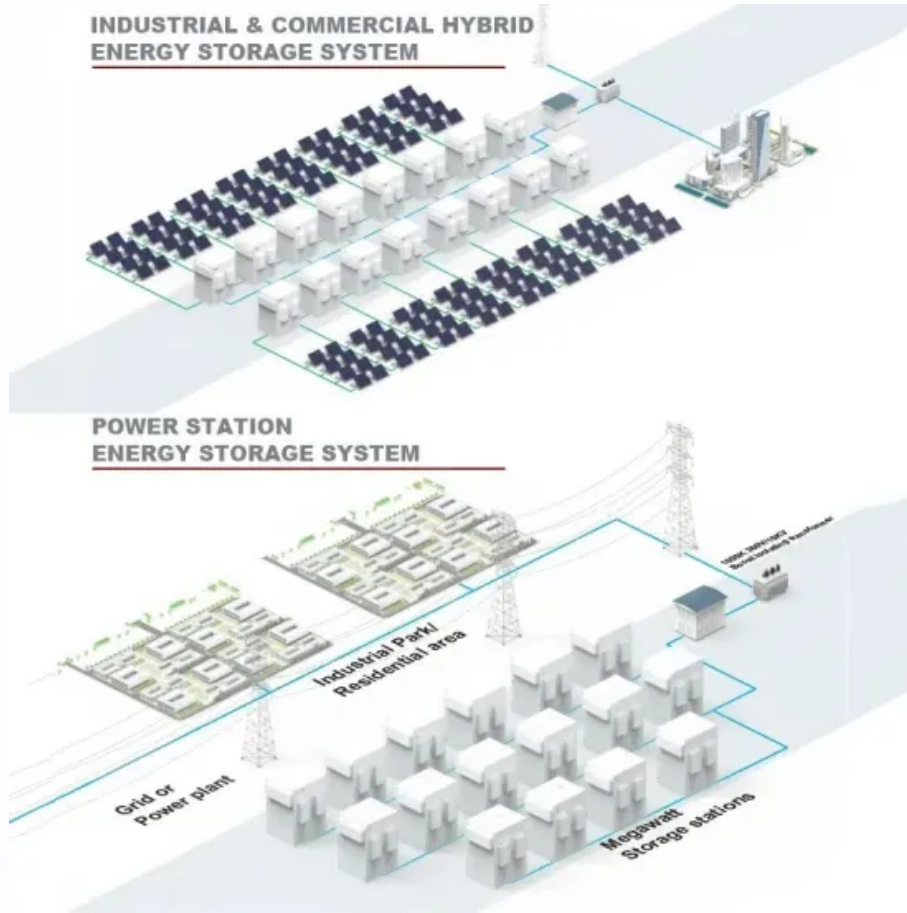 INDUSTRIAL & COMMERCIAL HYBRID
ENERGY STORAGE SYSTEM
POWER STATION
ENERGY STORAGE SYSTEM
Industrial Park/
Residential area
Grid or
Power plant
Megawatt
Storage stations